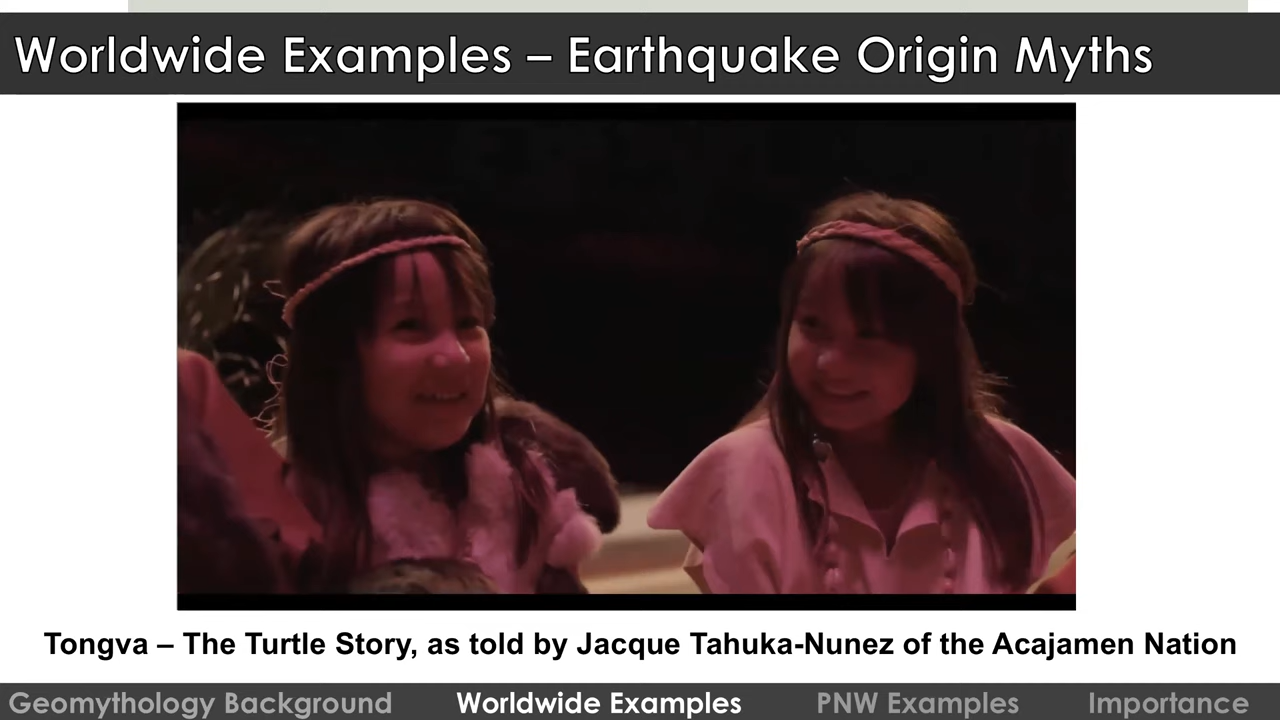 Worldwide Examples – Earthquake Origin Myths
Tongva – The Turtle Story, as told by Jacque Tahuka-Nunez of the Acajamen Nation
Geomythology Background Worldwide Examples PNW Examples Importance